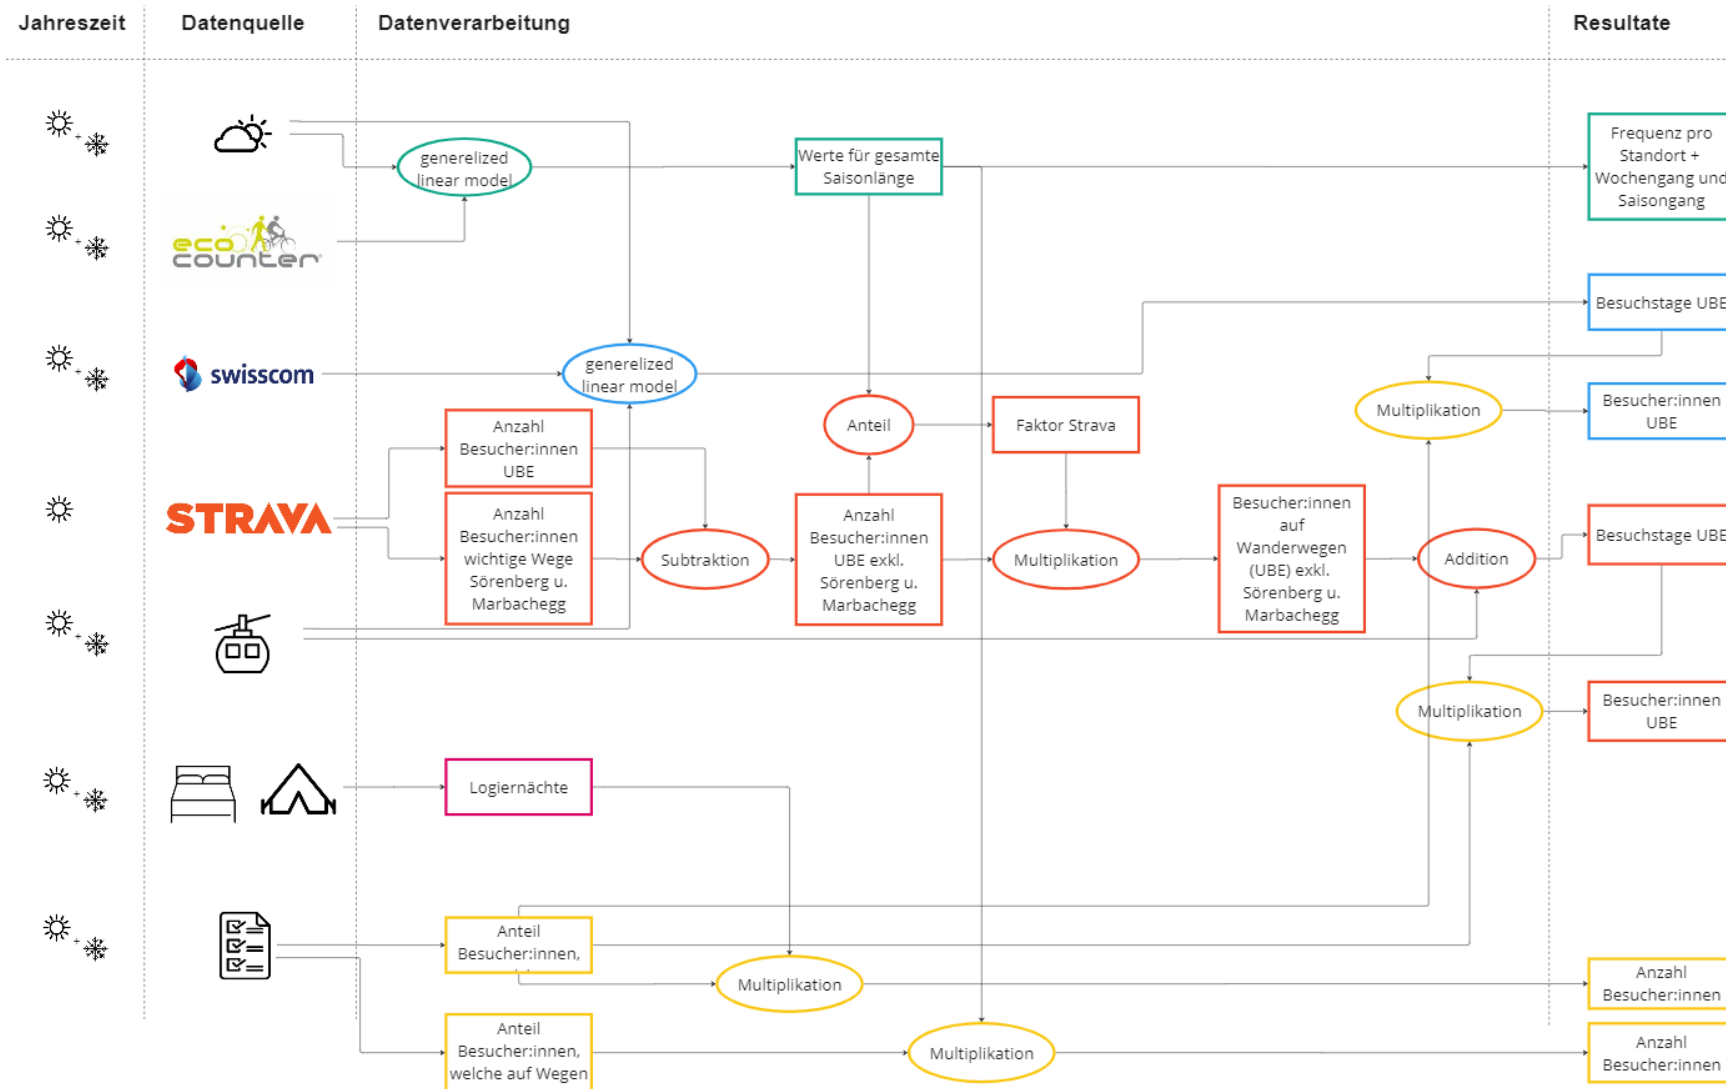 Jahreszeit
Datenquelle
Datenverarbeitung
Resultate
generelized
linear model
Werte für gesamte
Saisonlänge
Frequenz pro
Standort +
Wochengang und
Saisongang
eco
counter
Besuchstage UBE
swisscom
generelized
linear model
Multiplikation
Besucher:innen
UBE
Anzahl
Besucher:innen
UBE
Anteil
Faktor Strava
STRAVA
Anzahl
Besucher:innen
wichtige Wege
Sörenberg u.
Marbachegg
Subtraktion
Anzahl
Besucher:innen
UBE exkl.
Sörenberg u.
Marbachegg
Multiplikation
Besucher:innen
auf
Wanderwegen
(UBE) exkl.
Sörenberg u.
Marbachegg
Addition
Besuchstage UBE
Multiplikation
Besucher:innen
UBE
Logiernächte
Anteil
Besucher:innen,
Multiplikation
Anzahl
Besucher:innen
Anteil
Besucher:innen,
welche auf Wegen
Multiplikation
Anzahl
Besucher:innen